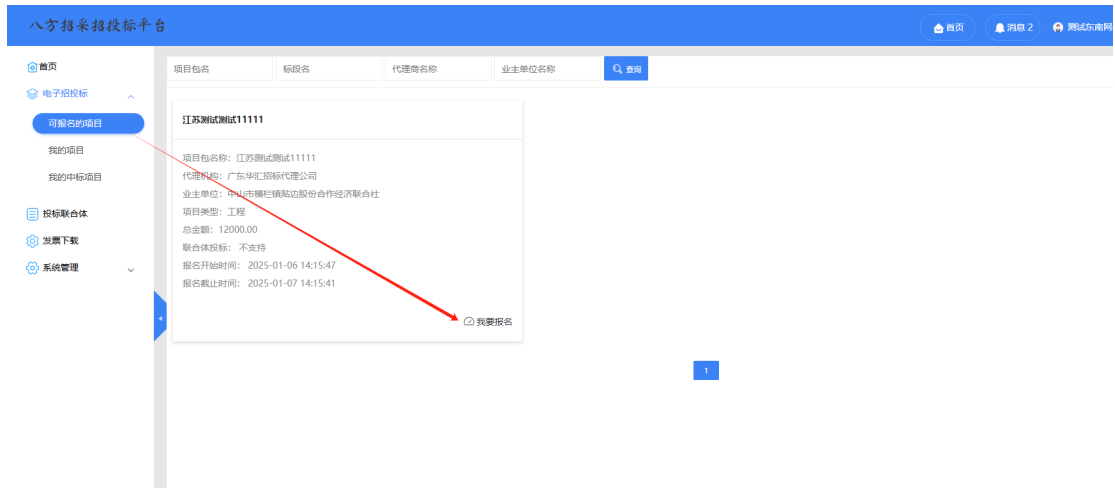 八方招采招投标平台
首页
消息 2
测试东南网
首页
电子招投标
可报名的项目
我的项目
我的中标项目
投标联合体
发票下载
系统管理
项目包名
标段名
代理商名称
业主单位名称
查询
江苏测试测试11111
项目包名称：江苏测试测试11111
代理机构：广东华汇招标代理公司
业主单位：中山市横栏镇贴边股份合作经济联合社
项目类型：工程
总金额：12000.00
联合体投标： 不支持
报名开始时间： 2025-01-06 14:15:47
报名截止时间： 2025-01-07 14:15:41
我要报名
1